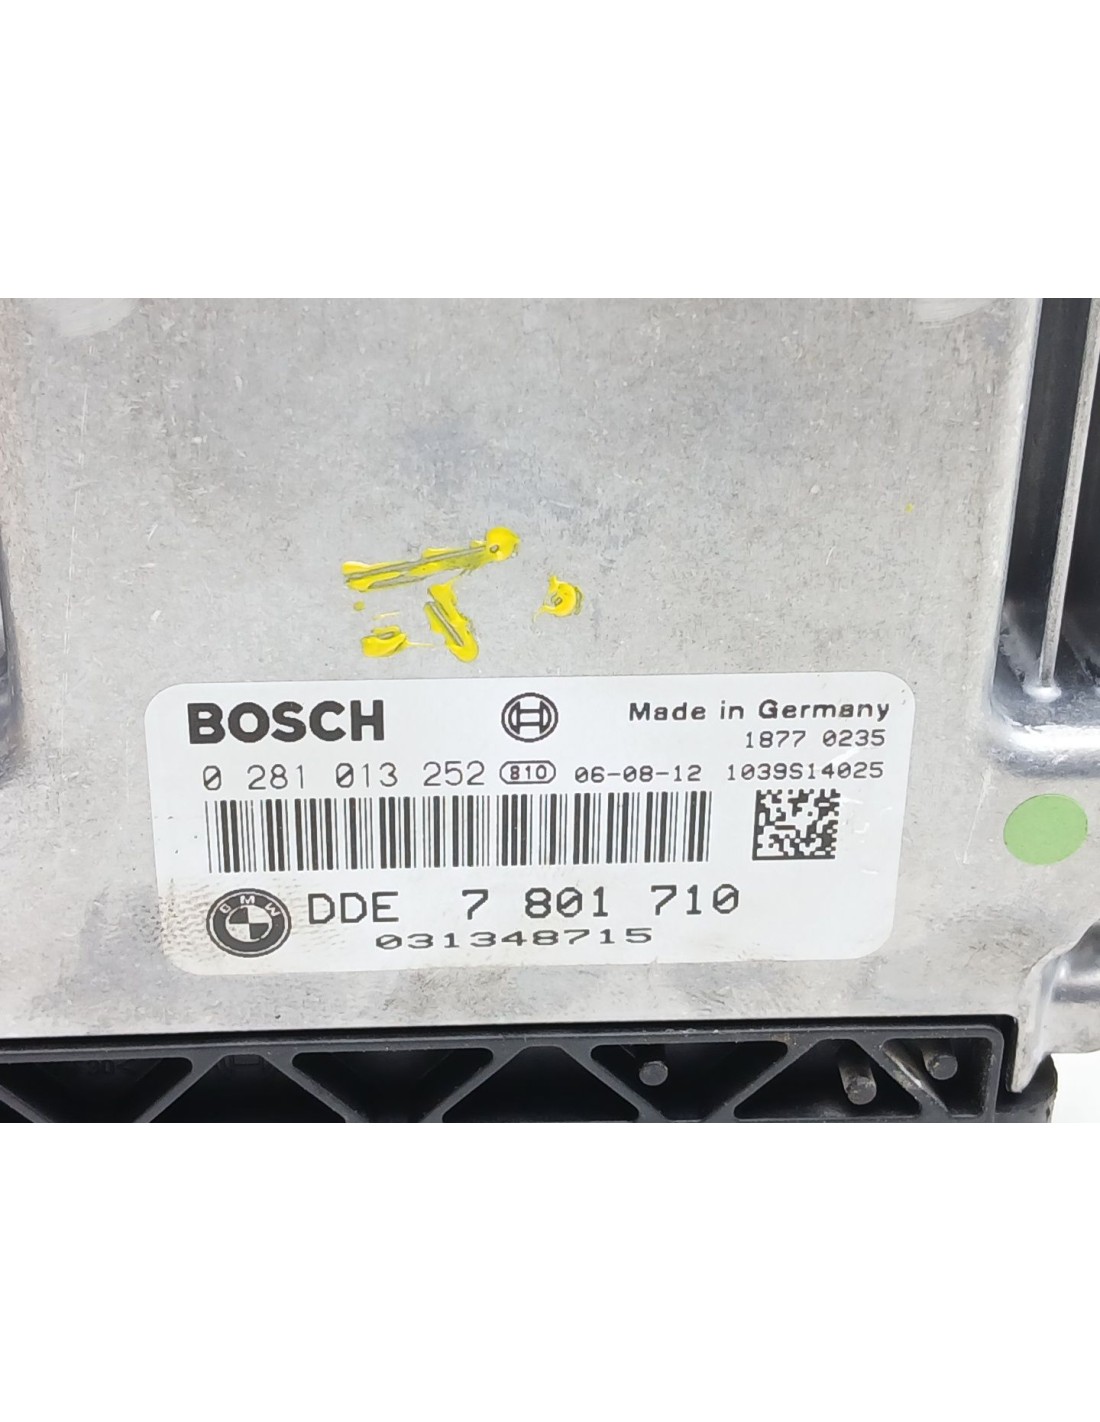 BOSCH
Made in Germany
1877 0235
0 281 013 252 810 06-08-12 1039S14025
BMW DDE 7 801 710
031348715